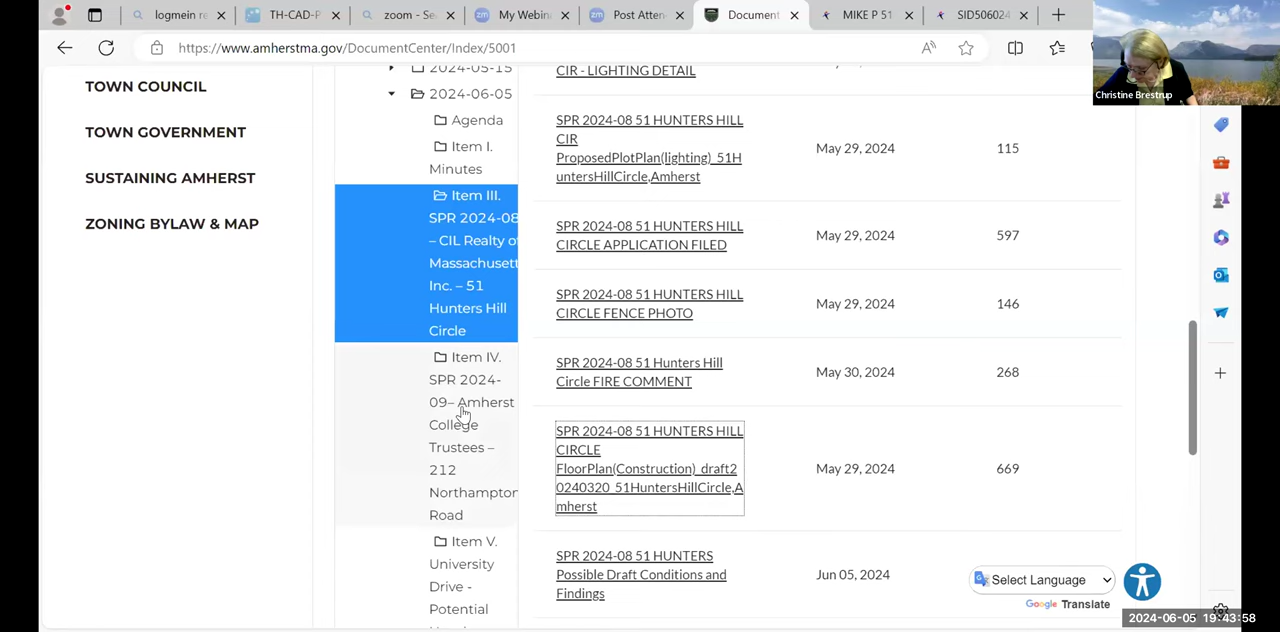 logmein re
TH-CAD-P
zoom - Sea
My Webina
Post Atten
Document
MIKE P 51
SID506024
https://www.amherstma.gov/DocumentCenter/Index/5001
Christine Brestrup
TOWN COUNCIL
TOWN GOVERNMENT
SUSTAINING AMHERST
ZONING BYLAW & MAP
2024-05-15
2024-06-05
Agenda
Item I.
Minutes
Item III.
SPR 2024-08
– CIL Realty of
Massachusett
Inc. – 51
Hunters Hill
Circle
Item IV.
SPR 2024-
09– Amherst
College
Trustees –
212
Northampton
Road
Item V.
University
Drive -
Potential
CIR - LIGHTING DETAIL
SPR 2024-08 51 HUNTERS HILL
CIR
ProposedPlotPlan(lighting)_51H
untersHillCircle,Amherst
May 29, 2024
115
SPR 2024-08 51 HUNTERS HILL
CIRCLE APPLICATION FILED
May 29, 2024
597
SPR 2024-08 51 HUNTERS HILL
CIRCLE FENCE PHOTO
May 29, 2024
146
SPR 2024-08 51 Hunters Hill
Circle FIRE COMMENT
May 30, 2024
268
SPR 2024-08 51 HUNTERS HILL
CIRCLE
FloorPlan(Construction)_draft2
0240320_51HuntersHillCircle,A
mherst
May 29, 2024
669
SPR 2024-08 51 HUNTERS
Possible Draft Conditions and
Findings
Jun 05, 2024
Select Language
Google Translate
2024-06-05 19:43:58